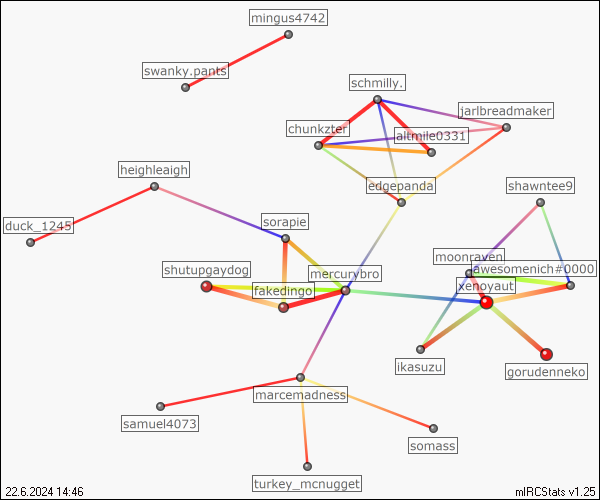 mingus4742
swanky.pants
schmilly.
jarlbreadmaker
chunkzter
altmile0331
heighleaigh
edgepanda
shawntee9
duck_1245
sorapie
shutupgaydog
mercurybro
moonraven
awesomenich#0000
fakedingo
xenoyaut
ikasuzu
gorudenneko
marcemadness
samuel4073
somass
turkey_mcnugget
22.6.2024 14:46
mIRCStats v1.25